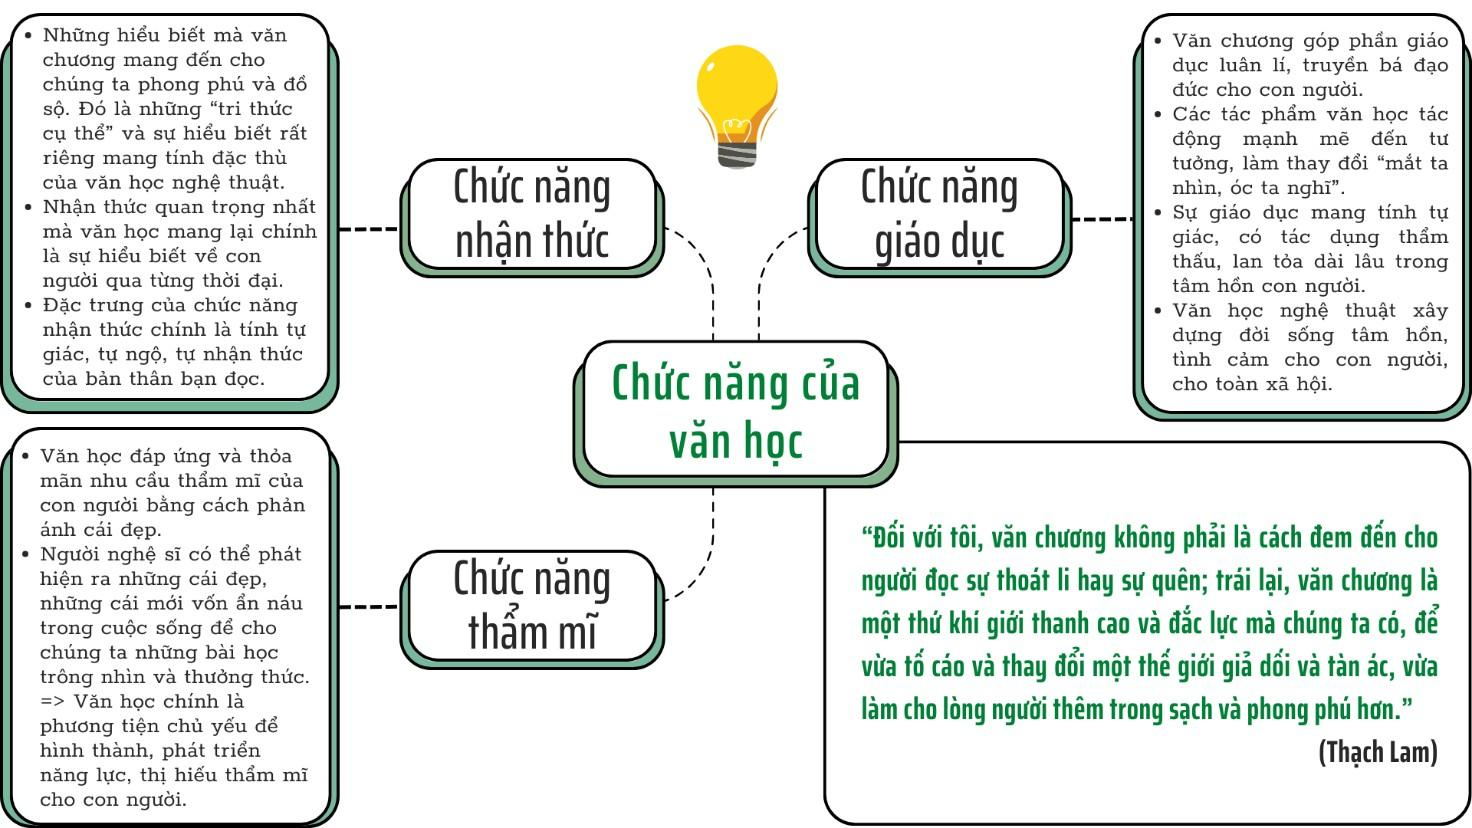 • Những hiểu biết mà văn
chương mang đến cho
chúng ta phong phú và đồ
sộ. Đó là những “tri thức
cụ thể” và sự hiểu biết rất
riêng mang tính đặc thù
của văn học nghệ thuật.
• Nhận thức quan trọng nhất
mà văn học mang lại chính
là sự hiểu biết về con
người qua từng thời đại.
• Đặc trưng của chức năng
nhận thức chính là tính tự
giác, tự ngộ, tự nhận thức
của bản thân bạn đọc.
Chức năng
nhận thức
Chức năng
giáo dục
• Văn chương góp phần giáo
dục luân lí, truyền bá đạo
đức cho con người.
• Các tác phẩm văn học tác
động mạnh mẽ đến tư
tưởng, làm thay đổi “mắt ta
nhìn, óc ta nghĩ”.
• Sự giáo dục mang tính tự
giác, có tác dụng thẩm
thấu, lan tỏa dài lâu trong
tâm hồn con người.
• Văn học nghệ thuật xây
dựng đời sống tâm hồn,
tình cảm cho con người,
cho toàn xã hội.
Chức năng của
văn học
• Văn học đáp ứng và thỏa
mãn nhu cầu thẩm mĩ của
con người bằng cách phản
ánh cái đẹp.
• Người nghệ sĩ có thể phát
hiện ra những cái đẹp,
những cái mới vốn ẩn náu
trong cuộc sống để cho
chúng ta những bài học
trông nhìn và thưởng thức.
=> Văn học chính là
phương tiện chủ yếu để
hình thành, phát triển
năng lực, thị hiếu thẩm mĩ
cho con người.
Chức năng
thẩm mĩ
“Đối với tôi, văn chương không phải là cách đem đến cho
người đọc sự thoát li hay sự quên; trái lại, văn chương là
một thứ khí giới thanh cao và đắc lực mà chúng ta có, để
vừa tố cáo và thay đổi một thế giới giả dối và tàn ác, vừa
làm cho lòng người thêm trong sạch và phong phú hơn.”
(Thạch Lam)